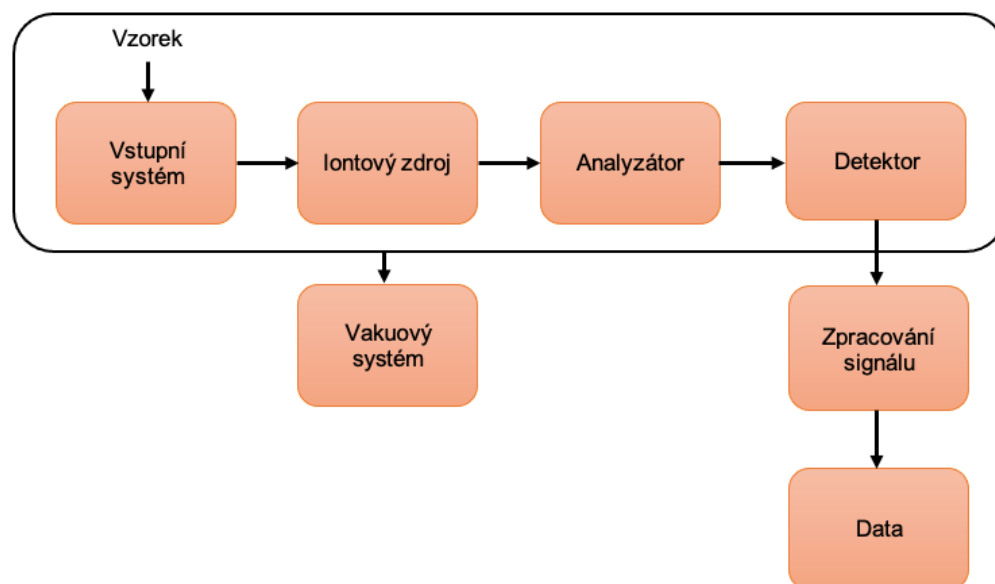 Vzorek
Vstupní
systém
Iontový zdroj
Analyzátor
Detektor
Vakuový
systém
Zpracování
signálu
Data